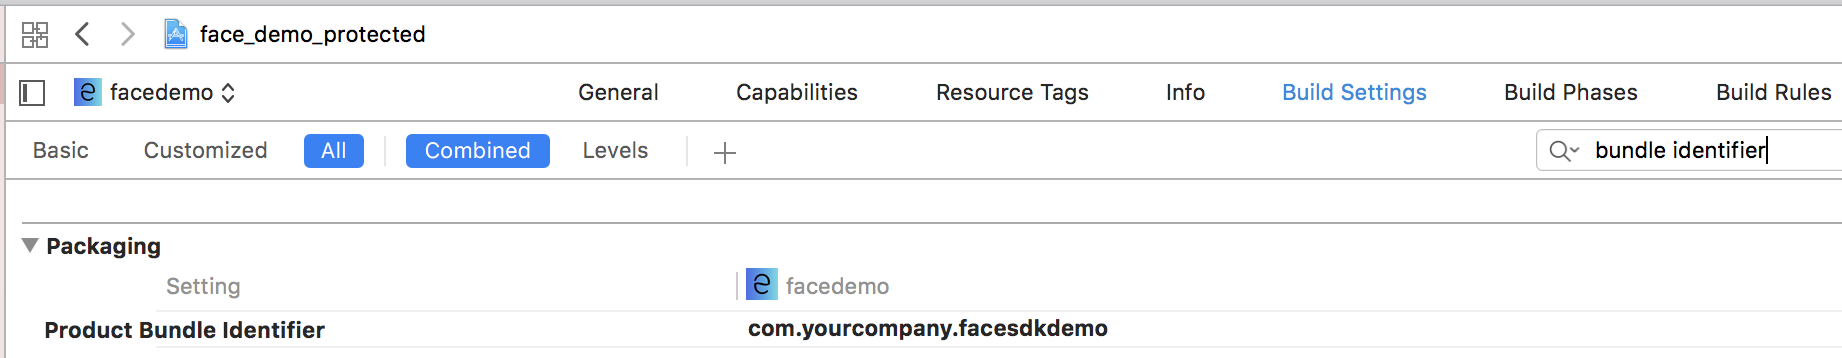 face_demo_protected
facedemo General Capabilities Resource Tags Info Build Settings Build Phases Build Rules
Basic Customized All Combined Levels + bundle identifier
Packaging
Setting facedemo
Product Bundle Identifier com.yourcompany.facesdkdemo